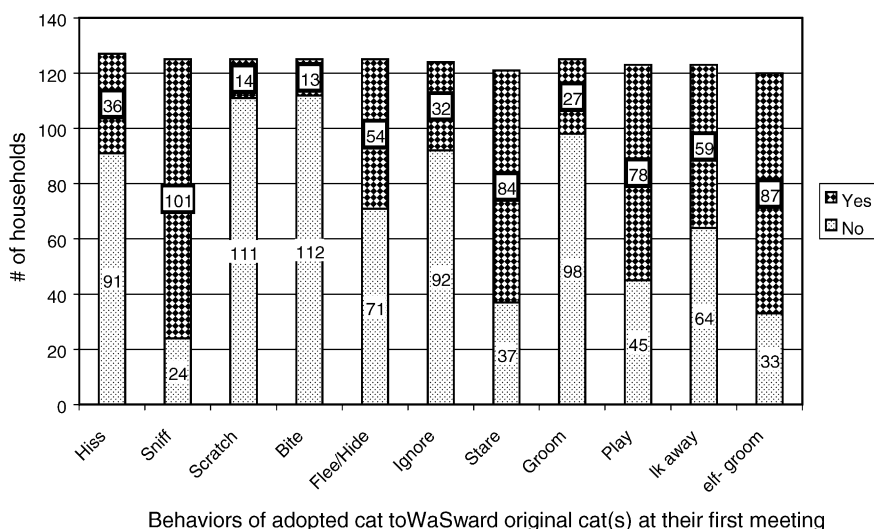 140
120
100
80
60
40
20
0
# of households
36
101
14
13
54
32
84
27
78
59
87
91
24
111
112
71
92
37
98
45
64
33
Yes
No
Hiss
Sniff
Scratch
Bite
Flee/Hide
Ignore
Stare
Groom
Play
lk away
elf- groom
Behaviors of adopted cat toWaSward original cat(s) at their first meeting